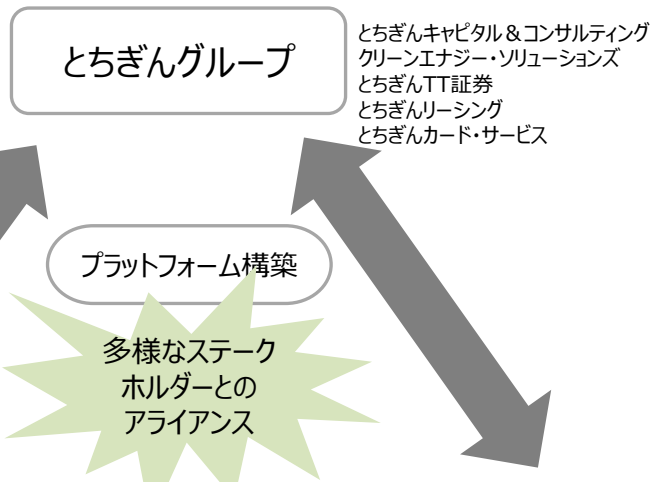 とちぎんグループ
とちぎんキャピタル＆コンサルティング
クリーンエナジー・ソリューションズ
とちぎんTT証券
とちぎんリーシング
とちぎんカード・サービス
プラットフォーム構築
多様なステーク
ホルダーとの
アライアンス